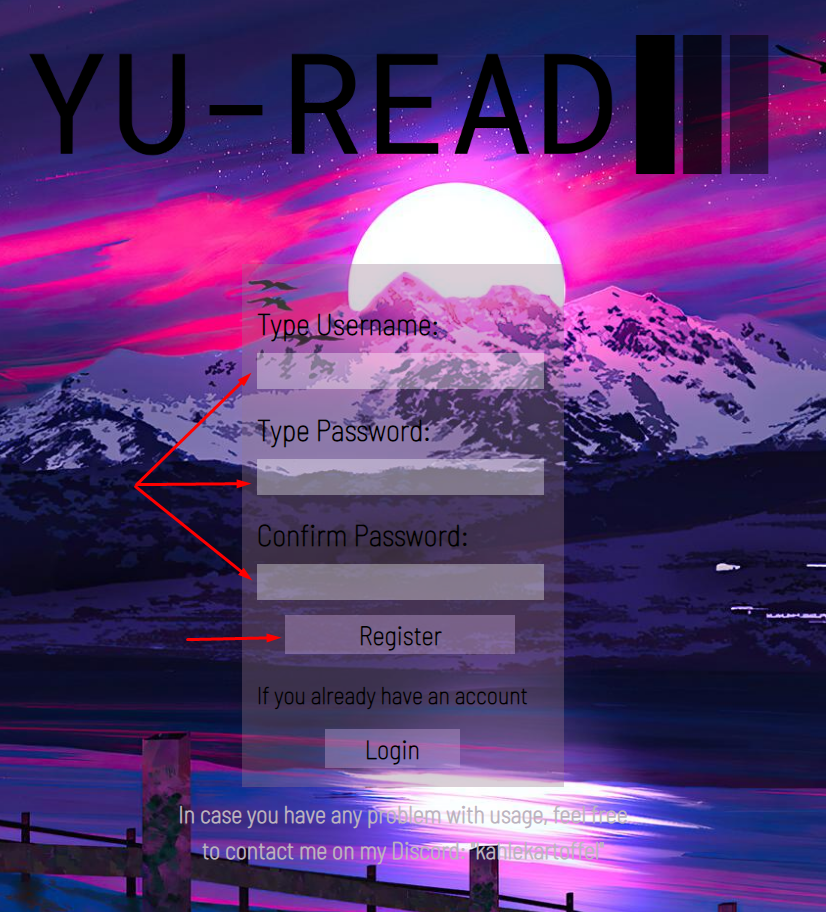 YU-READ
Type Username:
Type Password:
Confirm Password:
Register
If you already have an account
Login
In case you have any problem with usage, feel free
to contact me on my Discord: